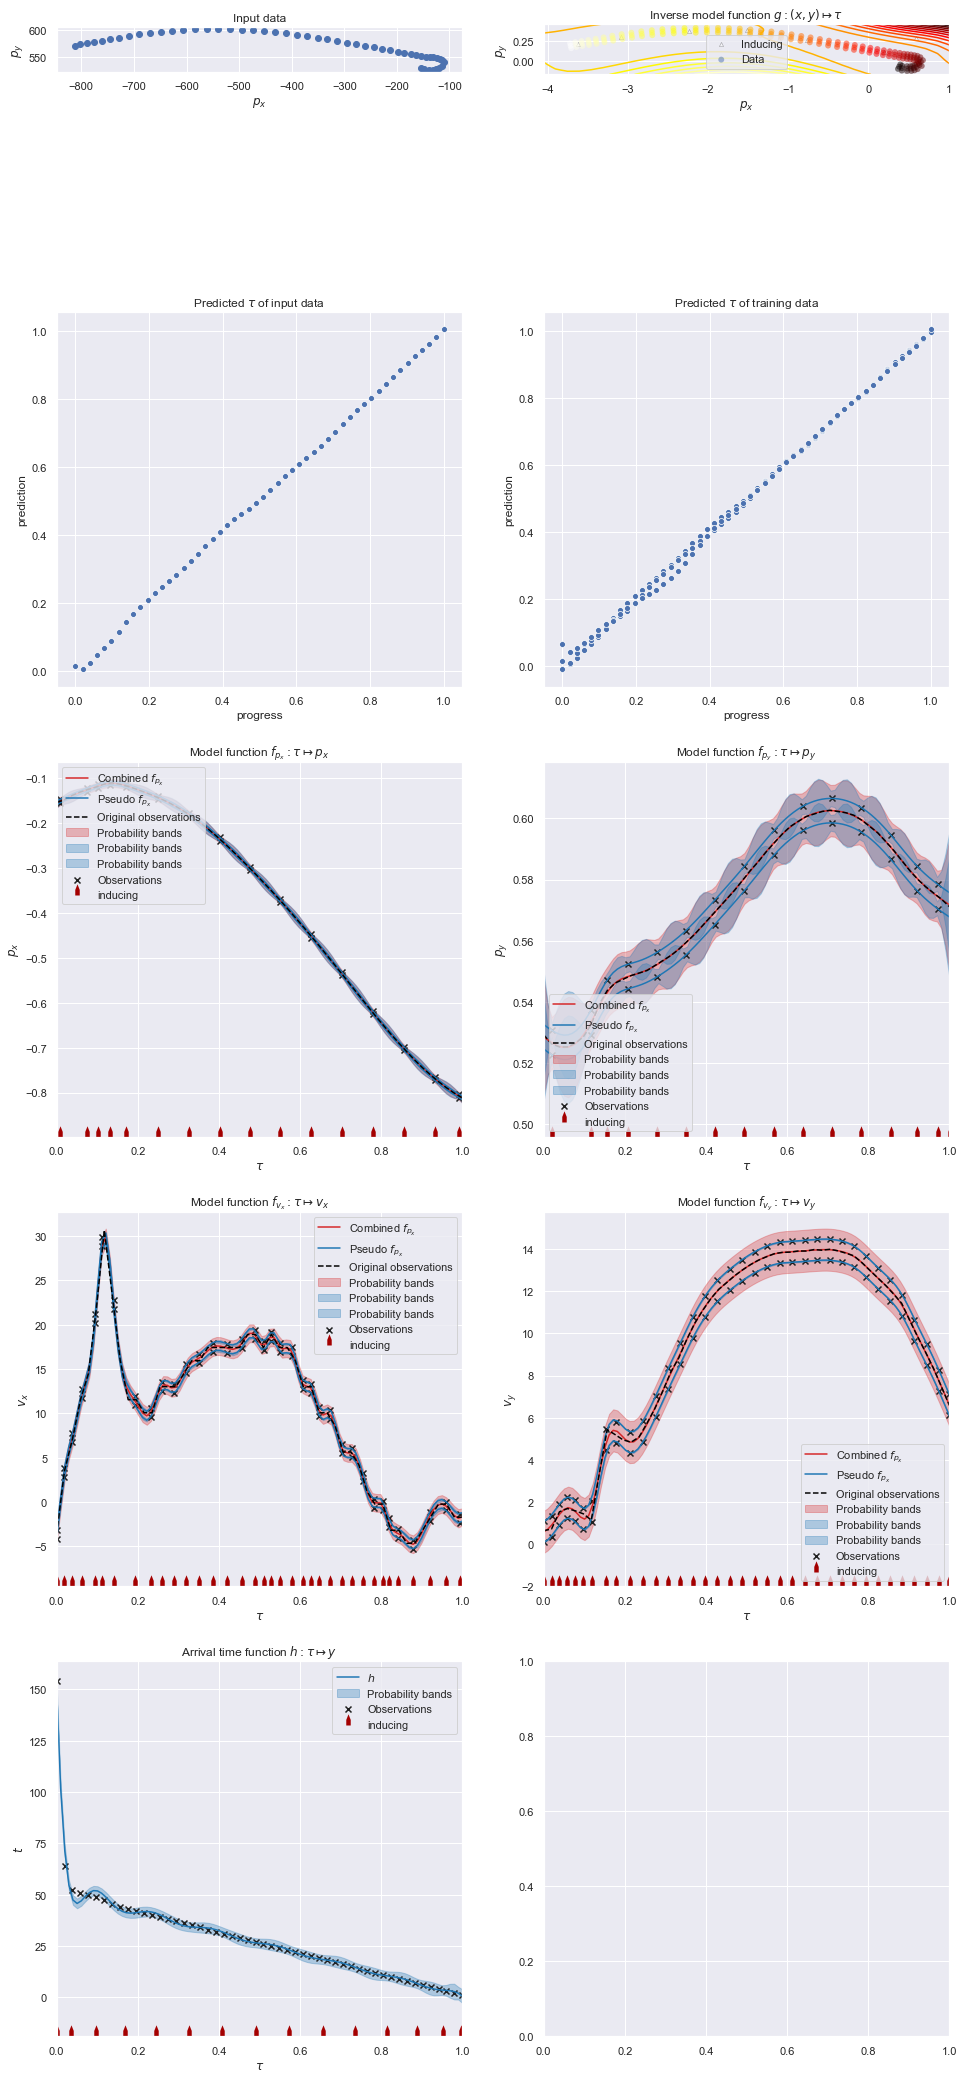 Input data
Inverse model function g : (x, y) ↦ τ
600
550
p_y
−800 −700 −600 −500 −400 −300 −200 −100
p_x
0.25
0.00
p_y
Inducing
Data
−4 −3 −2 −1 0 1
p_x
Predicted τ of input data
Predicted τ of training data
1.0
0.8
0.6
0.4
0.2
0.0
prediction
0.0 0.2 0.4 0.6 0.8 1.0
progress
1.0
0.8
0.6
0.4
0.2
0.0
prediction
0.0 0.2 0.4 0.6 0.8 1.0
progress
Model function f_{p_x} : τ ↦ p_x
Model function f_{p_y} : τ ↦ p_y
Combined f_{p_x}
Pseudo f_{p_x}
Original observations
Probability bands
Probability bands
Probability bands
Observations
inducing
−0.1
−0.2
−0.3
−0.4
−0.5
−0.6
−0.7
−0.8
p_x
0.0 0.2 0.4 0.6 0.8 1.0
τ
0.60
0.58
0.56
0.54
0.52
0.50
p_y
Combined f_{p_x}
Pseudo f_{p_x}
Original observations
Probability bands
Probability bands
Probability bands
Observations
inducing
0.0 0.2 0.4 0.6 0.8 1.0
τ
Model function f_{v_x} : τ ↦ v_x
Model function f_{v_y} : τ ↦ v_y
Combined f_{p_x}
Pseudo f_{p_x}
Original observations
Probability bands
Probability bands
Probability bands
Observations
inducing
30
25
20
15
10
5
0
−5
v_x
0.0 0.2 0.4 0.6 0.8 1.0
τ
14
12
10
8
6
4
2
0
−2
v_y
Combined f_{p_x}
Pseudo f_{p_x}
Original observations
Probability bands
Probability bands
Probability bands
Observations
inducing
0.0 0.2 0.4 0.6 0.8 1.0
τ
Arrival time function h : τ ↦ y
h
Probability bands
Observations
inducing
150
125
100
75
50
25
0
t
0.0 0.2 0.4 0.6 0.8 1.0
τ
1.0
0.8
0.6
0.4
0.2
0.0
0.0 0.2 0.4 0.6 0.8 1.0